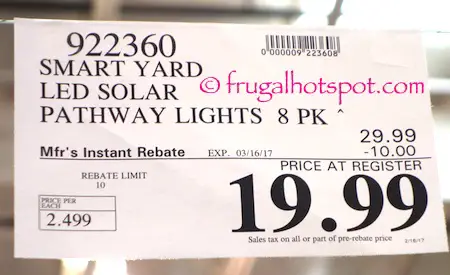 922360
0000009223608
SMART YARD
LED SOLAR
© frugalhotspot.com
PATHWAY LIGHTS 8 PK ^
29.99
Mfr's Instant Rebate EXP. 03/16/17 -10.00
PRICE AT REGISTER
REBATE LIMIT
10
19.99
PRICE PER
EACH
2.499
Sales tax on all or part of pre-rebate price 2/18/17